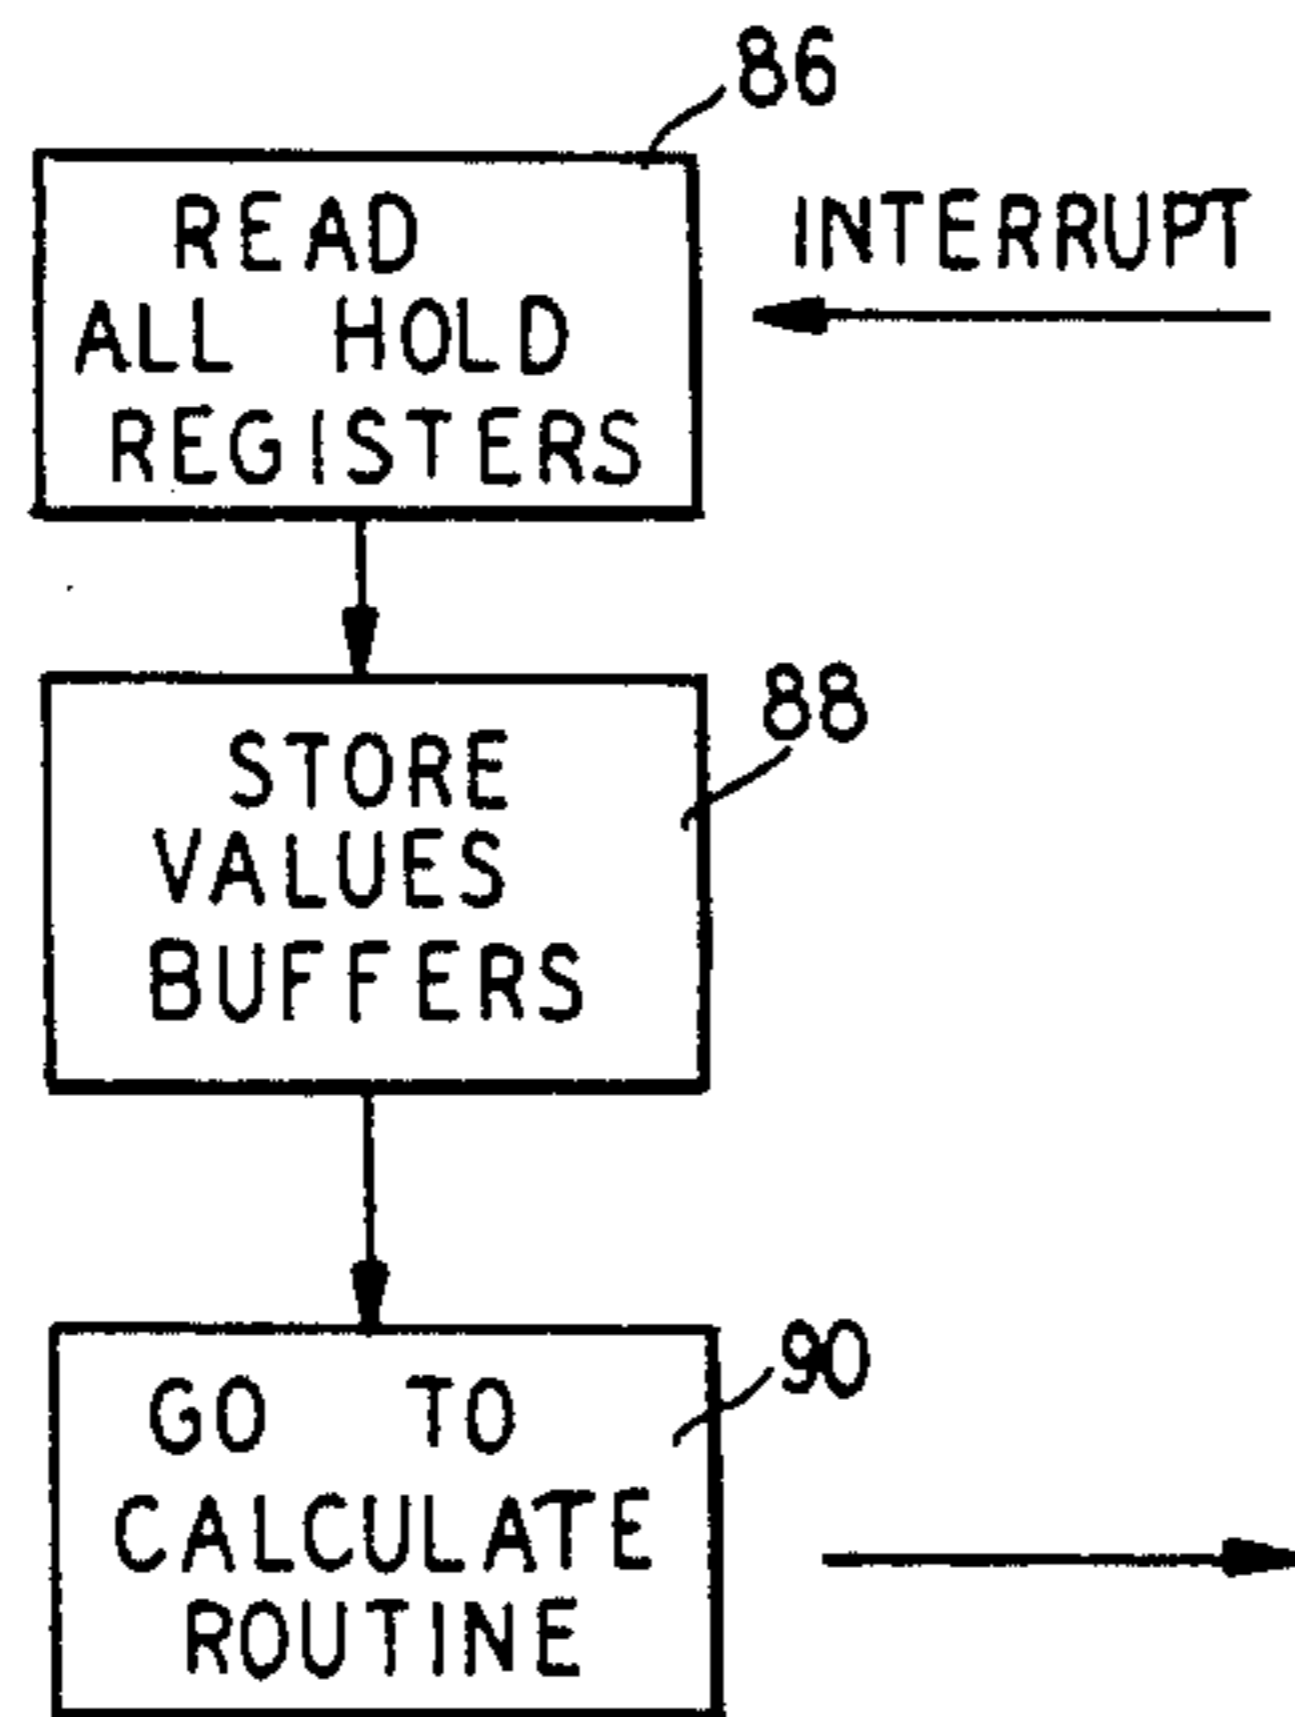 86
READ
ALL HOLD
REGISTERS
INTERRUPT
88
STORE
VALUES
BUFFERS
90
GO TO
CALCULATE
ROUTINE